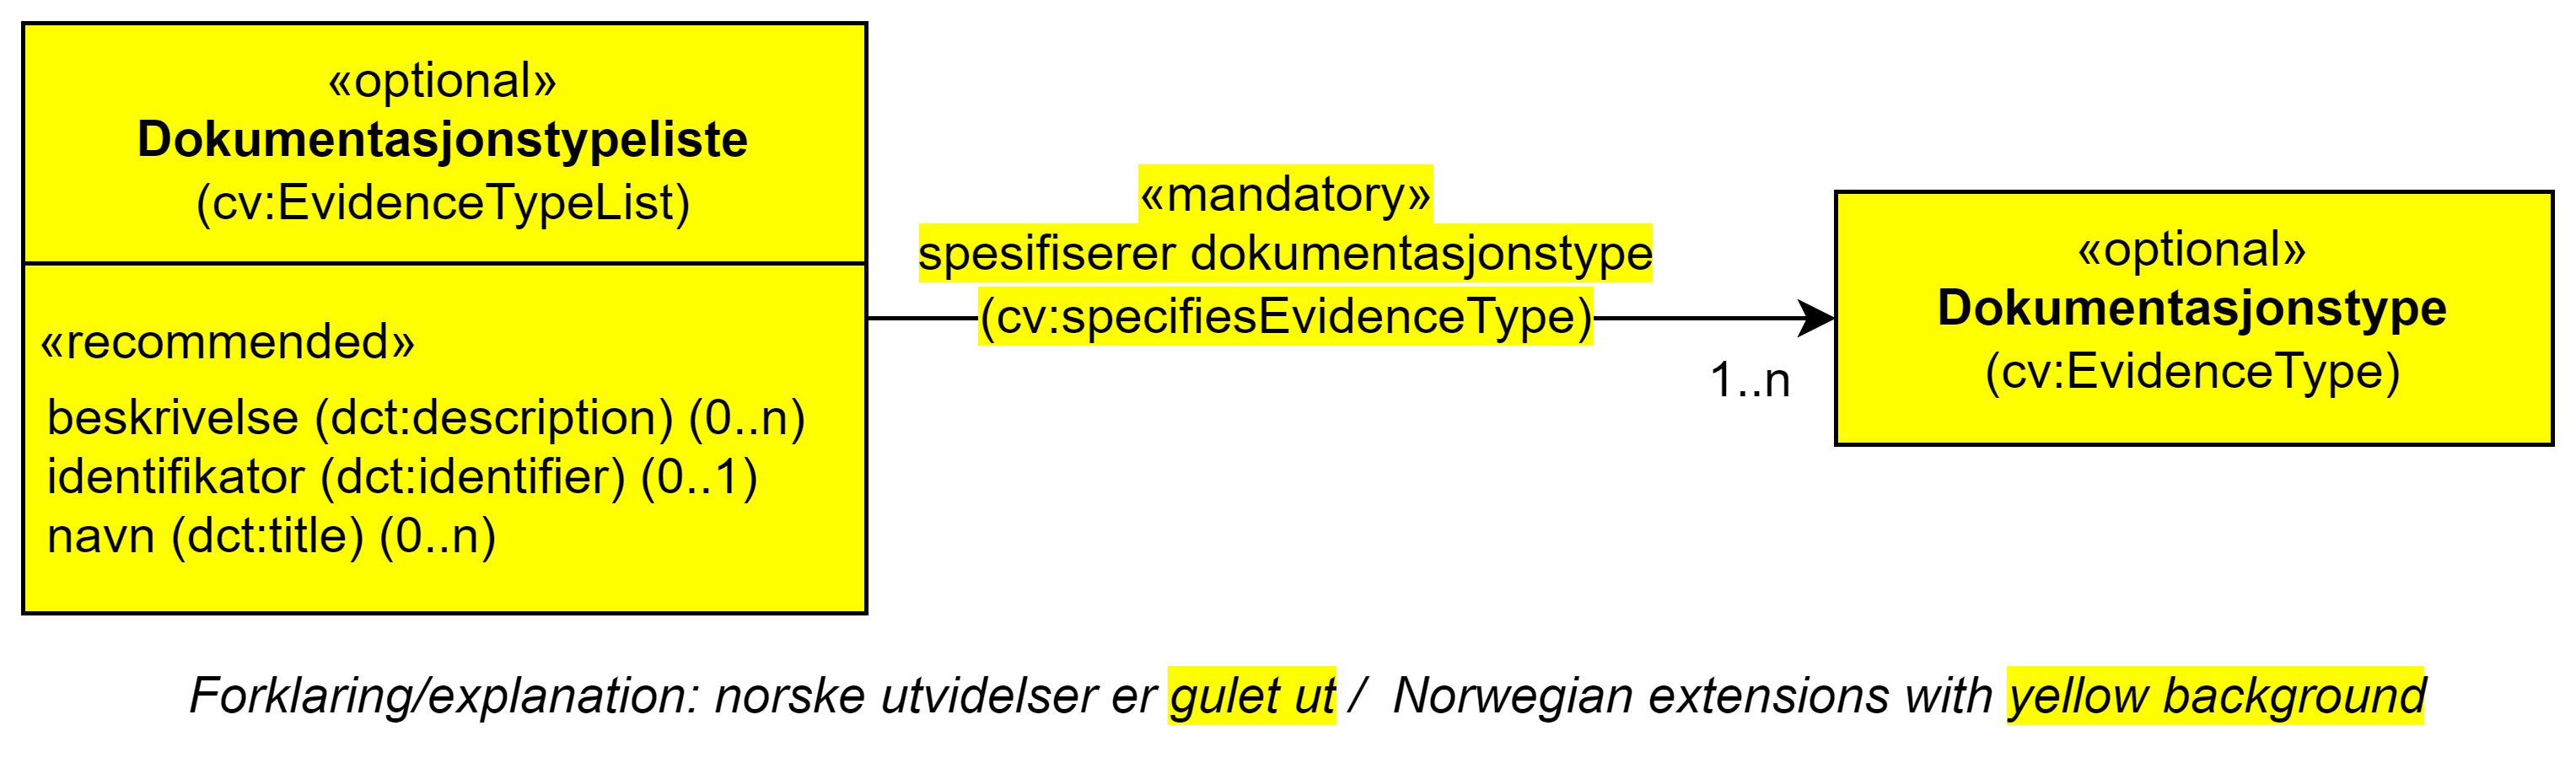 «optional»
Dokumentasjonstypeliste
(cv:EvidenceTypeList)
«recommended»
beskrivelse (dct:description) (0..n)
identifikator (dct:identifier) (0..1)
navn (dct:title) (0..n)
«mandatory»
spesifiserer dokumentasjonstype
(cv:specifiesEvidenceType)
1..n
«optional»
Dokumentasjonstype
(cv:EvidenceType)
Forklaring/explanation: norske utvidelser er gulet ut / Norwegian extensions with yellow background